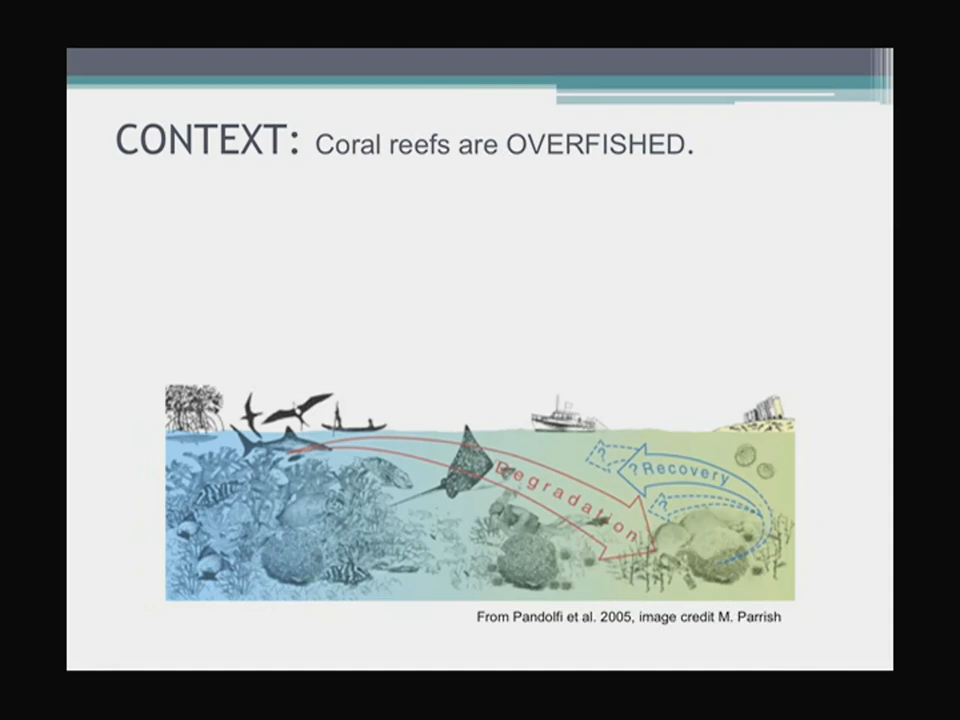 CONTEXT: Coral reefs are OVERFISHED.
Degradation
?
?Recovery
?
From Pandolfi et al. 2005, image credit M. Parrish